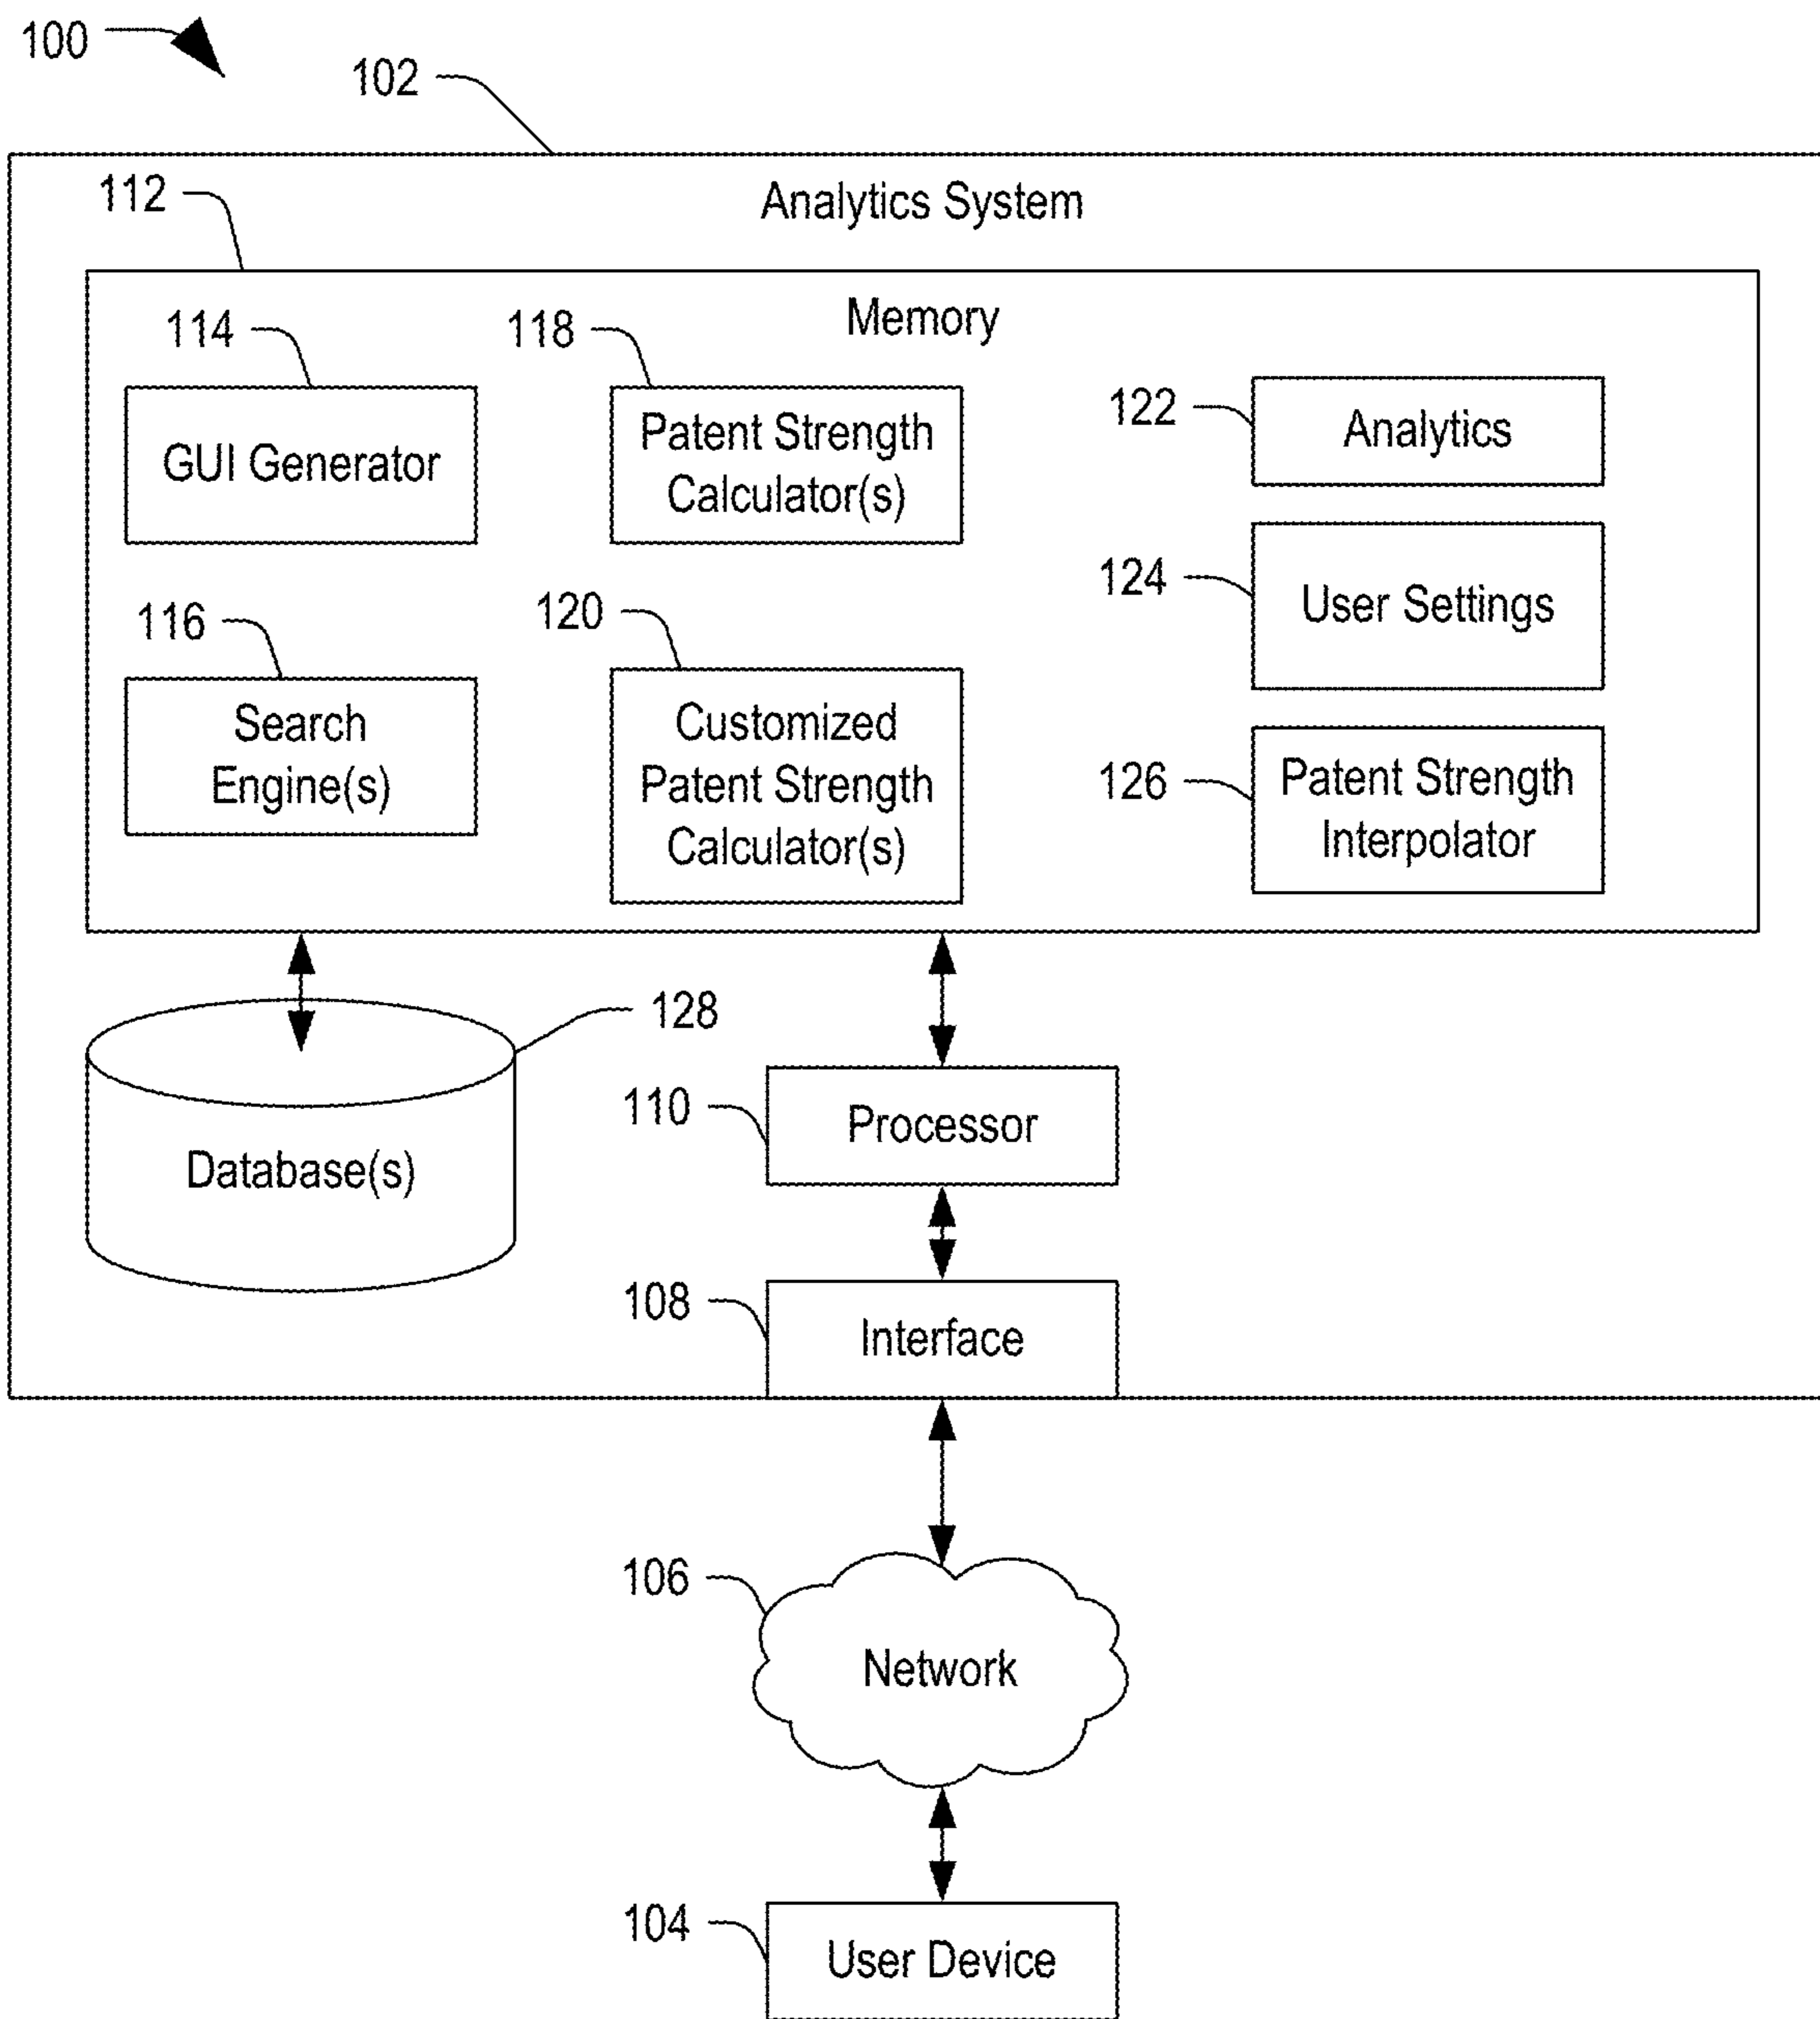 100
102
Analytics System
112
Memory
114
GUI Generator
118
Patent Strength
Calculator(s)
122
Analytics
124
User Settings
116
Search
Engine(s)
120
Customized
Patent Strength
Calculator(s)
126
Patent Strength
Interpolator
128
Database(s)
110
Processor
108
Interface
106
Network
104
User Device